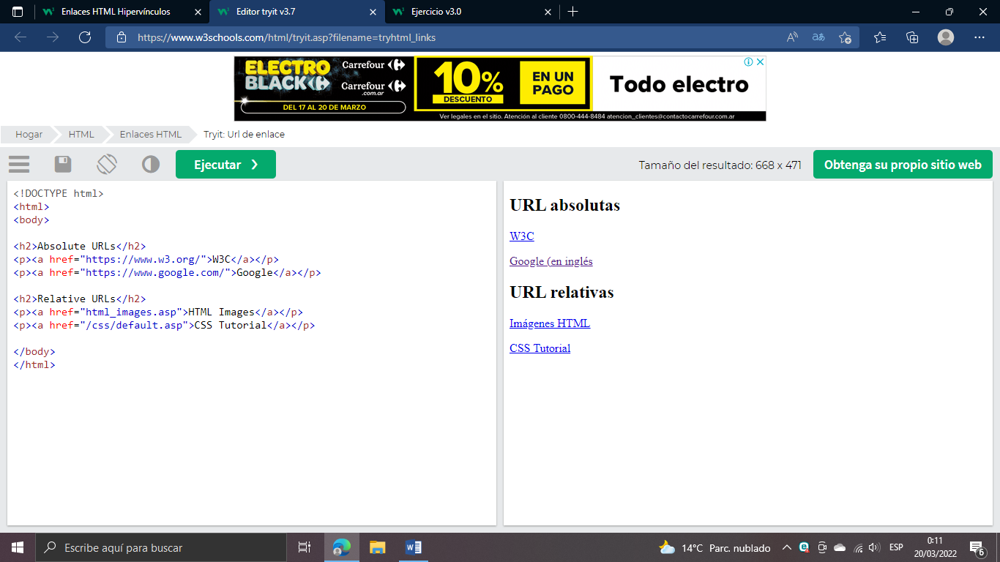 Enlaces HTML Hipervínculos
Editor tryit v3.7
Ejercicio v3.0
https://www.w3schools.com/html/tryit.asp?filename=tryhtml_links
ELECTRO
BLACK
Carrefour
Carrefour
.com.ar
DEL 17 AL 20 DE MARZO
10%
DESCUENTO
EN UN
PAGO
Todo electro
Ver legales en el sitio. Atención al cliente 0800-444-8484 atencion_clientes@contactocarrefour.com.ar
Hogar
HTML
Enlaces HTML
Tryit: Url de enlace
Ejecutar ❯
Tamaño del resultado: 668 x 471
Obtenga su propio sitio web
<!DOCTYPE html>
<html>
<body>
<h2>Absolute URLs</h2>
<p><a href="https://www.w3.org/">W3C</a></p>
<p><a href="https://www.google.com/">Google</a></p>
<h2>Relative URLs</h2>
<p><a href="html_images.asp">HTML Images</a></p>
<p><a href="/css/default.asp">CSS Tutorial</a></p>
</body>
</html>
URL absolutas
W3C
Google (en inglés
URL relativas
Imágenes HTML
CSS Tutorial
Escribe aquí para buscar
14°C Parc. nublado
ESP
0:11
20/03/2022
6